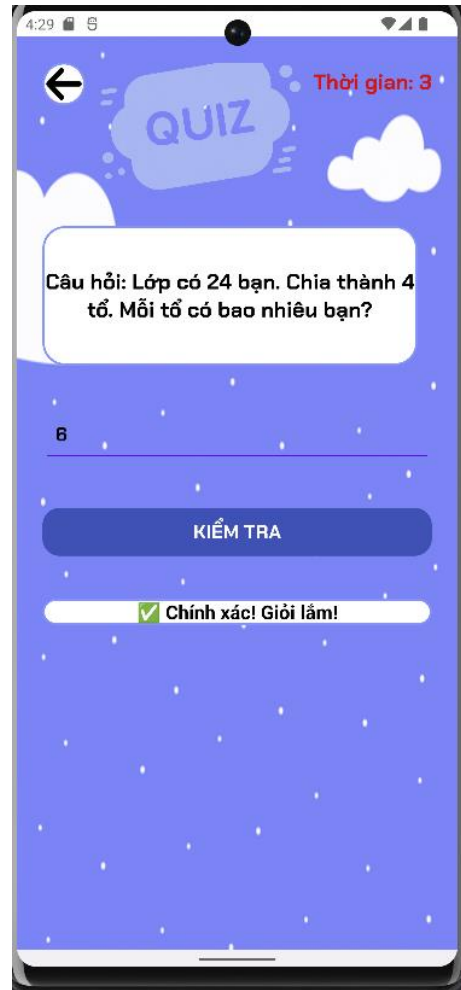 4:29
Thời gian: 3
QUIZ
Câu hỏi: Lớp có 24 bạn. Chia thành 4
tổ. Mỗi tổ có bao nhiêu bạn?
6
KIỂM TRA
✅ Chính xác! Giỏi lắm!